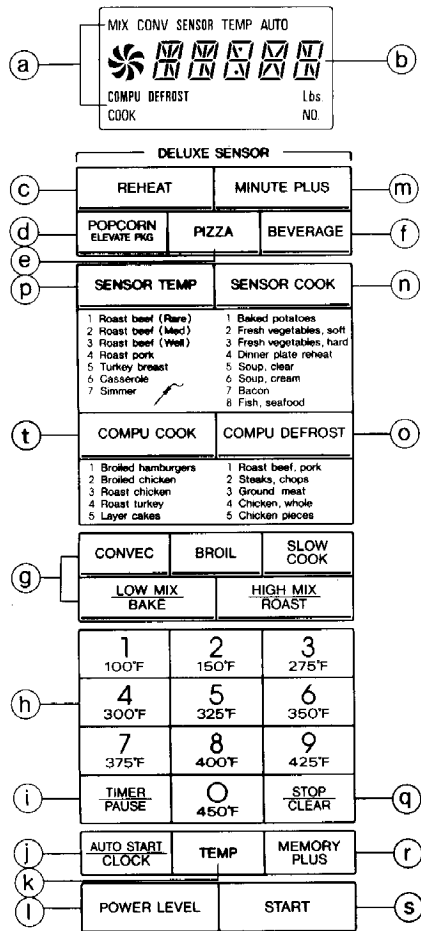 MIX CONV SENSOR TEMP AUTO
a
b
COMPU DEFROST Lbs.
COOK NO.
DELUXE SENSOR
c REHEAT MINUTE PLUS m
d POPCORN ELEVATE PKG PIZZA BEVERAGE f
e
p SENSOR TEMP SENSOR COOK n
1 Roast beef (Rare)
2 Roast beef (Med)
3 Roast beef (Well)
4 Roast pork
5 Turkey breast
6 Casserole
7 Simmer
1 Baked potatoes
2 Fresh vegetables, soft
3 Fresh vegetables, hard
4 Dinner plate reheat
5 Soup, clear
6 Soup, cream
7 Bacon
8 Fish, seafood
t COMPU COOK COMPU DEFROST o
1 Broiled hamburgers
2 Broiled chicken
3 Roast chicken
4 Roast turkey
5 Layer cakes
1 Roast beef, pork
2 Steaks, chops
3 Ground meat
4 Chicken, whole
5 Chicken pieces
g
CONVEC BROIL SLOW COOK
LOW MIX HIGH MIX
BAKE ROAST
1 2 3
100°F 150°F 275°F
h 4 5 6
300°F 325°F 350°F
7 8 9
375°F 400°F 425°F
i TIMER 0 STOP q
PAUSE 450°F CLEAR
j AUTO START TEMP MEMORY r
CLOCK PLUS
k
l POWER LEVEL START s